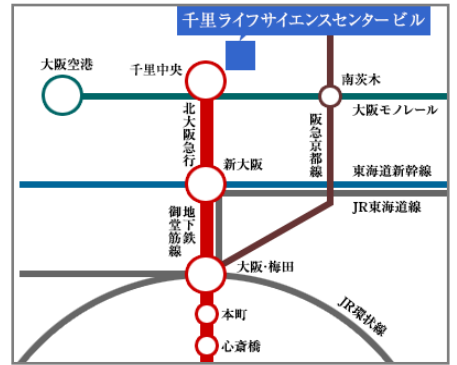 千里ライフサイエンスセンタービル
大阪空港
千里中央
南茨木
大阪モノレール
北大阪急行
阪急京都線
新大阪
東海道新幹線
JR東海道線
地下鉄
御堂筋線
大阪・梅田
本町
JR環状線
心斎橋